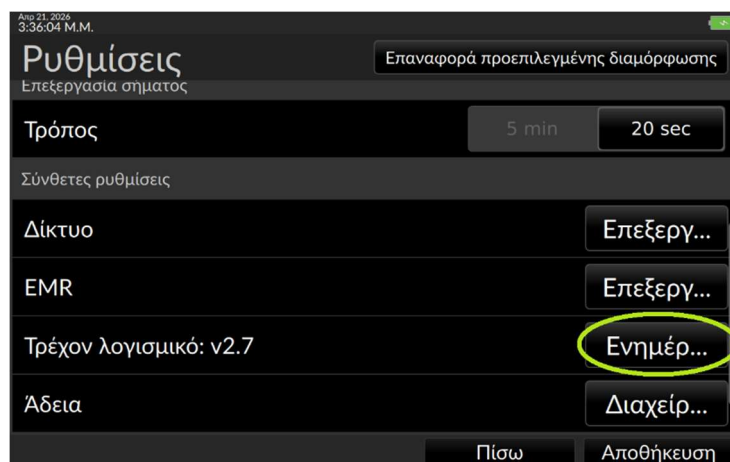 Απρ 21, 2026
3:36:04 Μ.Μ.
Ρυθμίσεις
Επαναφορά προεπιλεγμένης διαμόρφωσης
Επεξεργασία σήματος
Τρόπος
5 min
20 sec
Σύνθετες ρυθμίσεις
Δίκτυο
Επεξεργ...
EMR
Επεξεργ...
Τρέχον λογισμικό: v2.7
Ενημέρ...
Άδεια
Διαχείρ...
Πίσω
Αποθήκευση